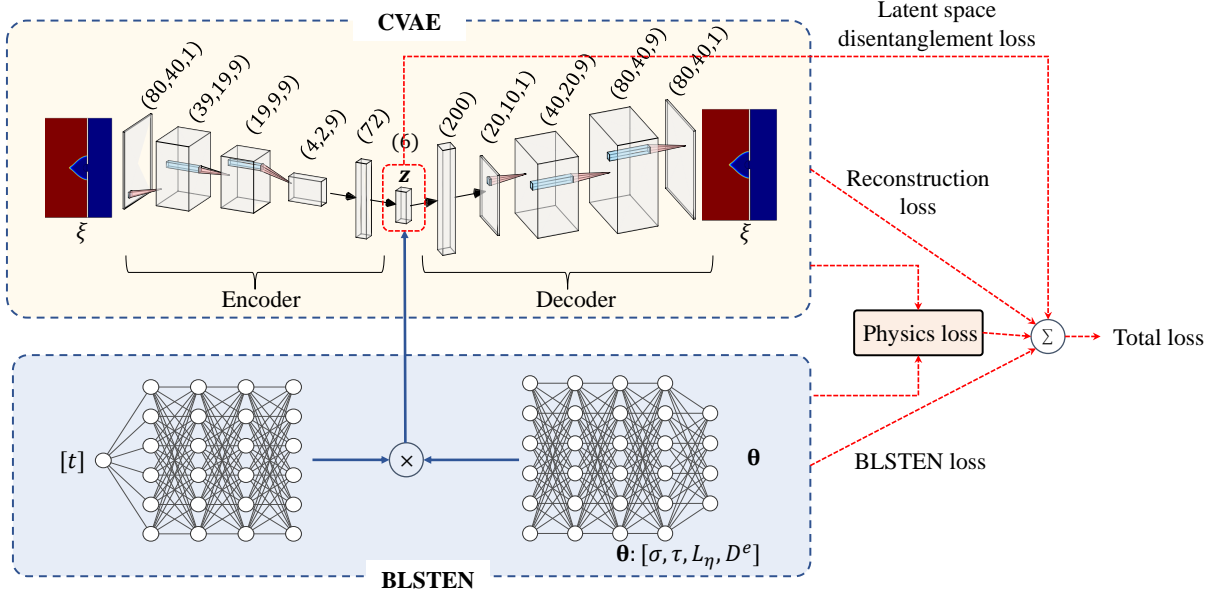 CVAE
Latent space
disentanglement loss
(80,40,1)
(39,19,9)
(19,9,9)
(4,2,9)
(72)
(6)
(200)
(20,10,1)
(40,20,9)
(80,40,9)
(80,40,1)
z
ξ
ξ
Encoder
Decoder
Reconstruction
loss
Physics loss
Σ
Total loss
[t]
×
θ
BLSTEN loss
θ: [σ, τ, L_η, D^e]
BLSTEN